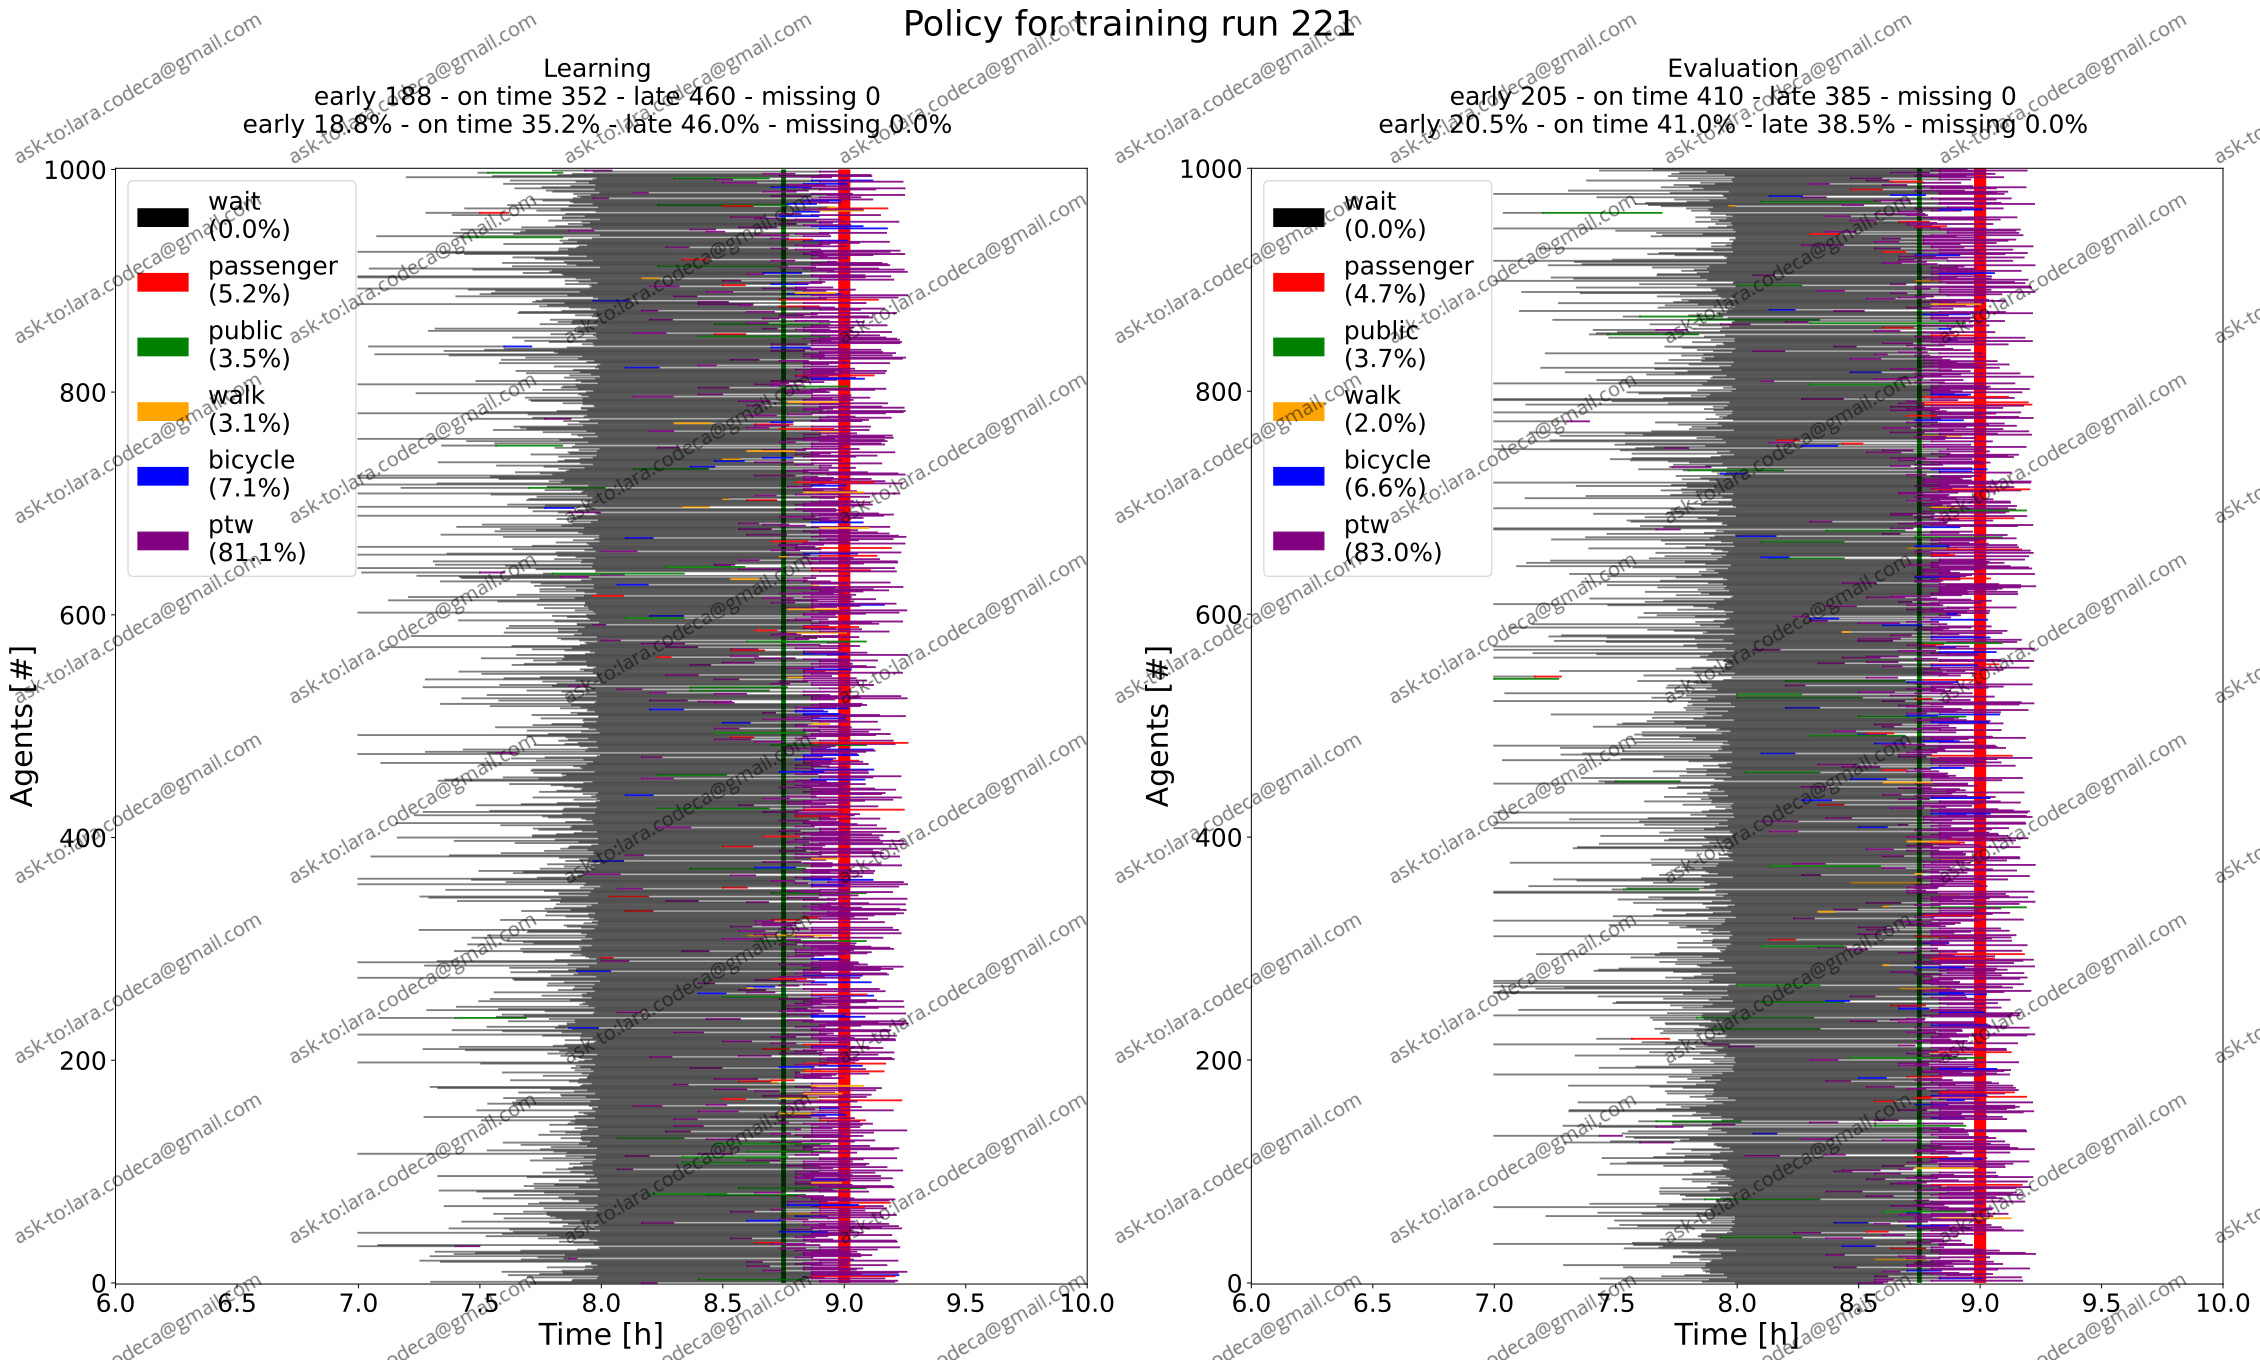 Policy for training run 221
Learning
early 188 - on time 352 - late 460 - missing 0
early 18.8% - on time 35.2% - late 46.0% - missing 0.0%
1000
800
600
400
200
0
Agents [#]
wait
(0.0%)
passenger
(5.2%)
public
(3.5%)
walk
(3.1%)
bicycle
(7.1%)
ptw
(81.1%)
6.0 6.5 7.0 7.5 8.0 8.5 9.0 9.5 10.0
Time [h]
Evaluation
early 205 - on time 410 - late 385 - missing 0
early 20.5% - on time 41.0% - late 38.5% - missing 0.0%
1000
800
600
400
200
0
Agents [#]
wait
(0.0%)
passenger
(4.7%)
public
(3.7%)
walk
(2.0%)
bicycle
(6.6%)
ptw
(83.0%)
6.0 6.5 7.0 7.5 8.0 8.5 9.0 9.5 10.0
Time [h]
ask-to:lara.codeca@gmail.com